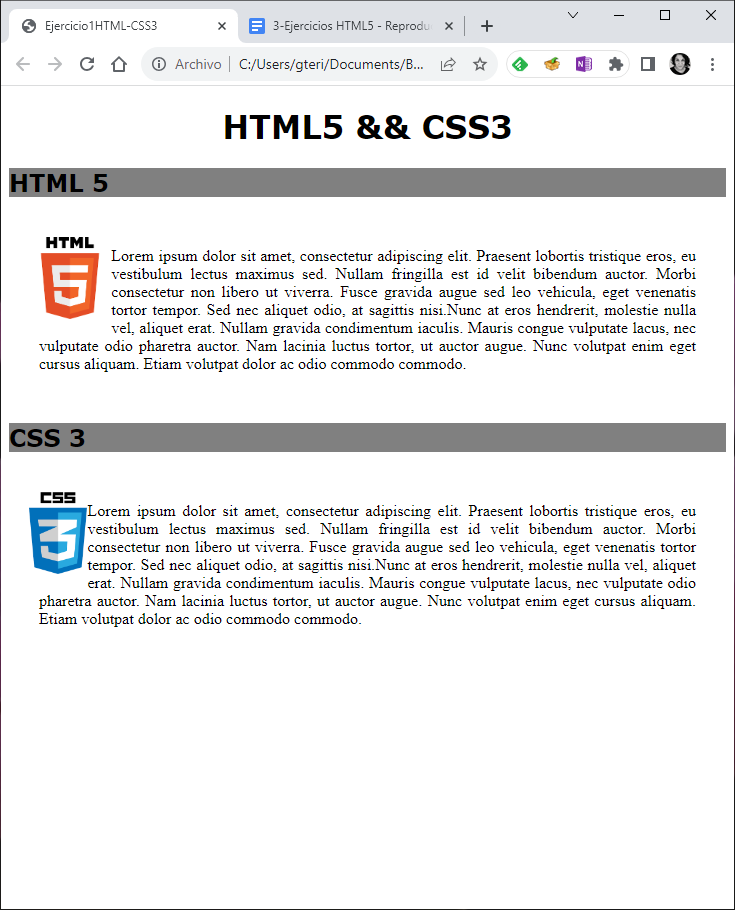 Ejercicio1HTML-CSS3
3-Ejercicios HTML5 - Reprodu
Archivo
C:/Users/gteri/Documents/B...
HTML5 && CSS3
HTML 5
HTML
5
Lorem ipsum dolor sit amet, consectetur adipiscing elit. Praesent lobortis tristique eros, eu
vestibulum lectus maximus sed. Nullam fringilla est id velit bibendum auctor. Morbi
consectetur non libero ut viverra. Fusce gravida augue sed leo vehicula, eget venenatis
tortor tempor. Sed nec aliquet odio, at sagittis nisi.Nunc at eros hendrerit, molestie nulla
vel, aliquet erat. Nullam gravida condimentum iaculis. Mauris congue vulputate lacus, nec
vulputate odio pharetra auctor. Nam lacinia luctus tortor, ut auctor augue. Nunc volutpat enim eget
cursus aliquam. Etiam volutpat dolor ac odio commodo commodo.
CSS 3
CSS
3
Lorem ipsum dolor sit amet, consectetur adipiscing elit. Praesent lobortis tristique eros, eu
vestibulum lectus maximus sed. Nullam fringilla est id velit bibendum auctor. Morbi
consectetur non libero ut viverra. Fusce gravida augue sed leo vehicula, eget venenatis tortor
tempor. Sed nec aliquet odio, at sagittis nisi.Nunc at eros hendrerit, molestie nulla vel, aliquet
erat. Nullam gravida condimentum iaculis. Mauris congue vulputate lacus, nec vulputate odio
pharetra auctor. Nam lacinia luctus tortor, ut auctor augue. Nunc volutpat enim eget cursus aliquam.
Etiam volutpat dolor ac odio commodo commodo.